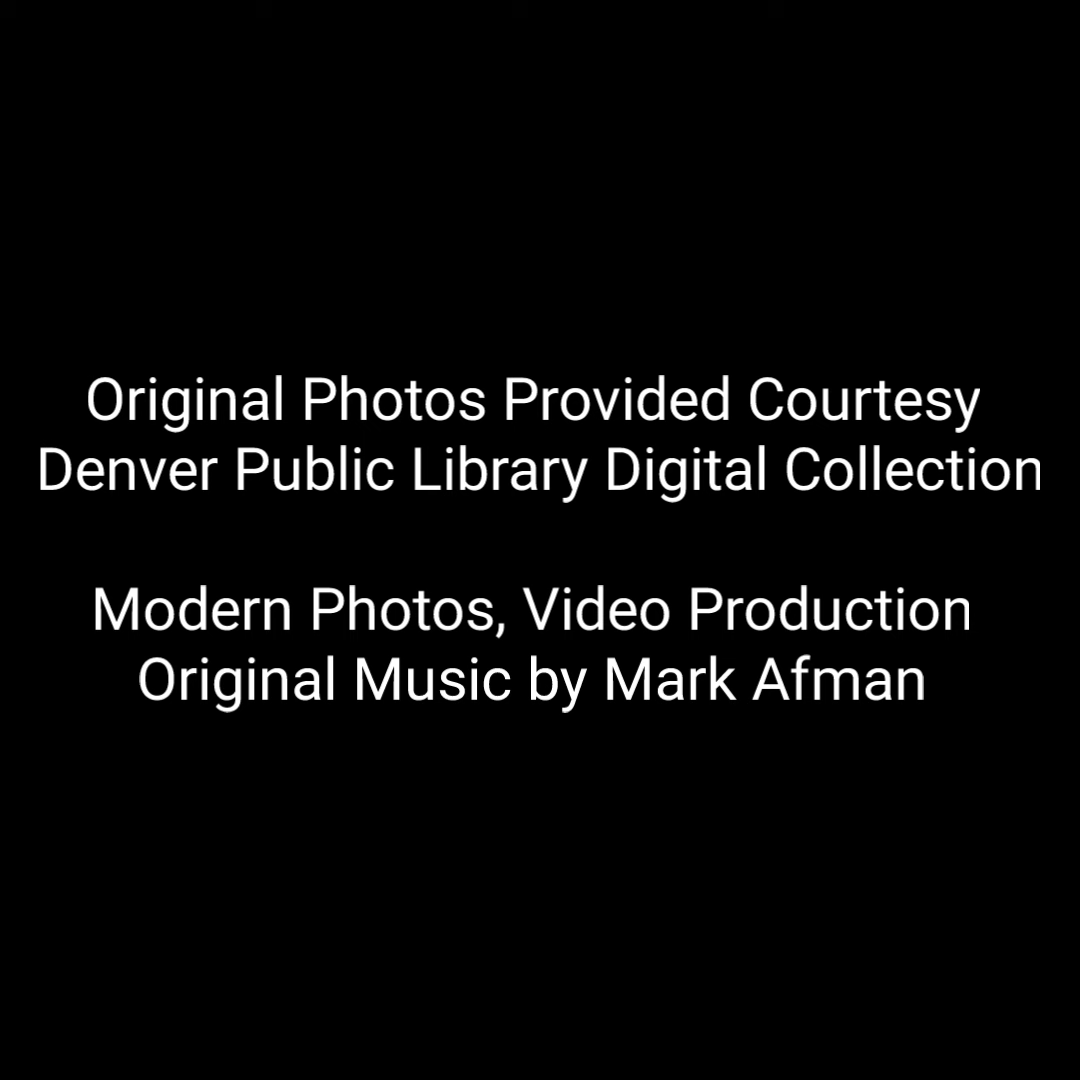 Original Photos Provided Courtesy
Denver Public Library Digital Collection
Modern Photos, Video Production
Original Music by Mark Afman